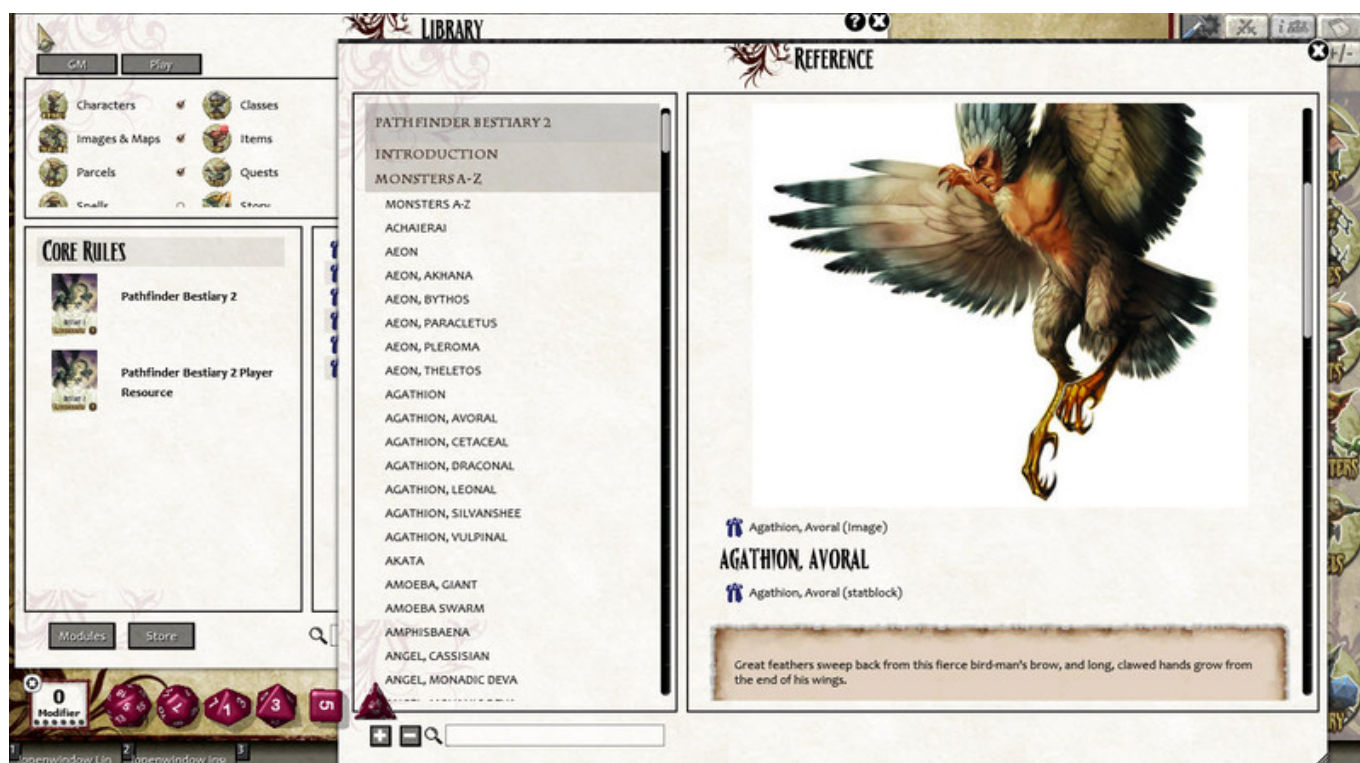 LIBRARY
REFERENCE
GM
Play
Characters
Classes
Images & Maps
Items
Parcels
Quests
Spells
Story
CORE RULES
Pathfinder Bestiary 2
Pathfinder Bestiary 2 Player
Resource
Modules
Store
0
Modifier
PATHFINDER BESTIARY 2
INTRODUCTION
MONSTERS A-Z
MONSTERS A-Z
ACHAIERAI
AEON
AEON, AKHANA
AEON, BYTHOS
AEON, PARACLETUS
AEON, PLEROMA
AEON, THELETOS
AGATHION
AGATHION, AVORAL
AGATHION, CETACEAL
AGATHION, DRACONAL
AGATHION, LEONAL
AGATHION, SILVANSHEE
AGATHION, VULPINAL
AKATA
AMOEBA, GIANT
AMOEBA SWARM
AMPHISBAENA
ANGEL, CASSISIAN
ANGEL, MONADIC DEVA
Agathion, Avoral (Image)
AGATHION, AVORAL
Agathion, Avoral (statblock)
Great feathers sweep back from this fierce bird-man's brow, and long, clawed hands grow from
the end of his wings.
+/-
1
2
3